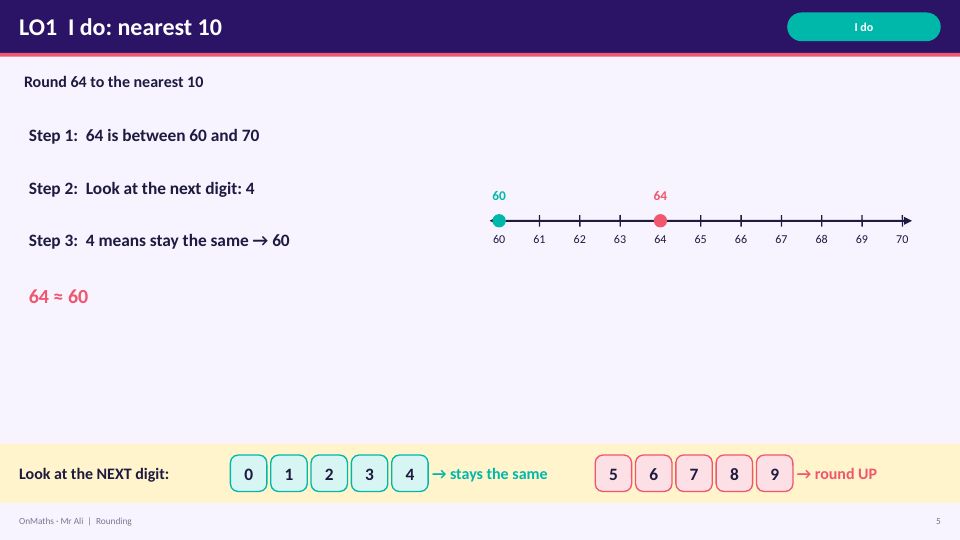 LO1 I do: nearest 10
I do
Round 64 to the nearest 10
Step 1: 64 is between 60 and 70
Step 2: Look at the next digit: 4
Step 3: 4 means stay the same → 60
64 ≈ 60
60 64
60 61 62 63 64 65 66 67 68 69 70
Look at the NEXT digit: 0 1 2 3 4 → stays the same 5 6 7 8 9 → round UP
OnMaths - Mr Ali | Rounding 5